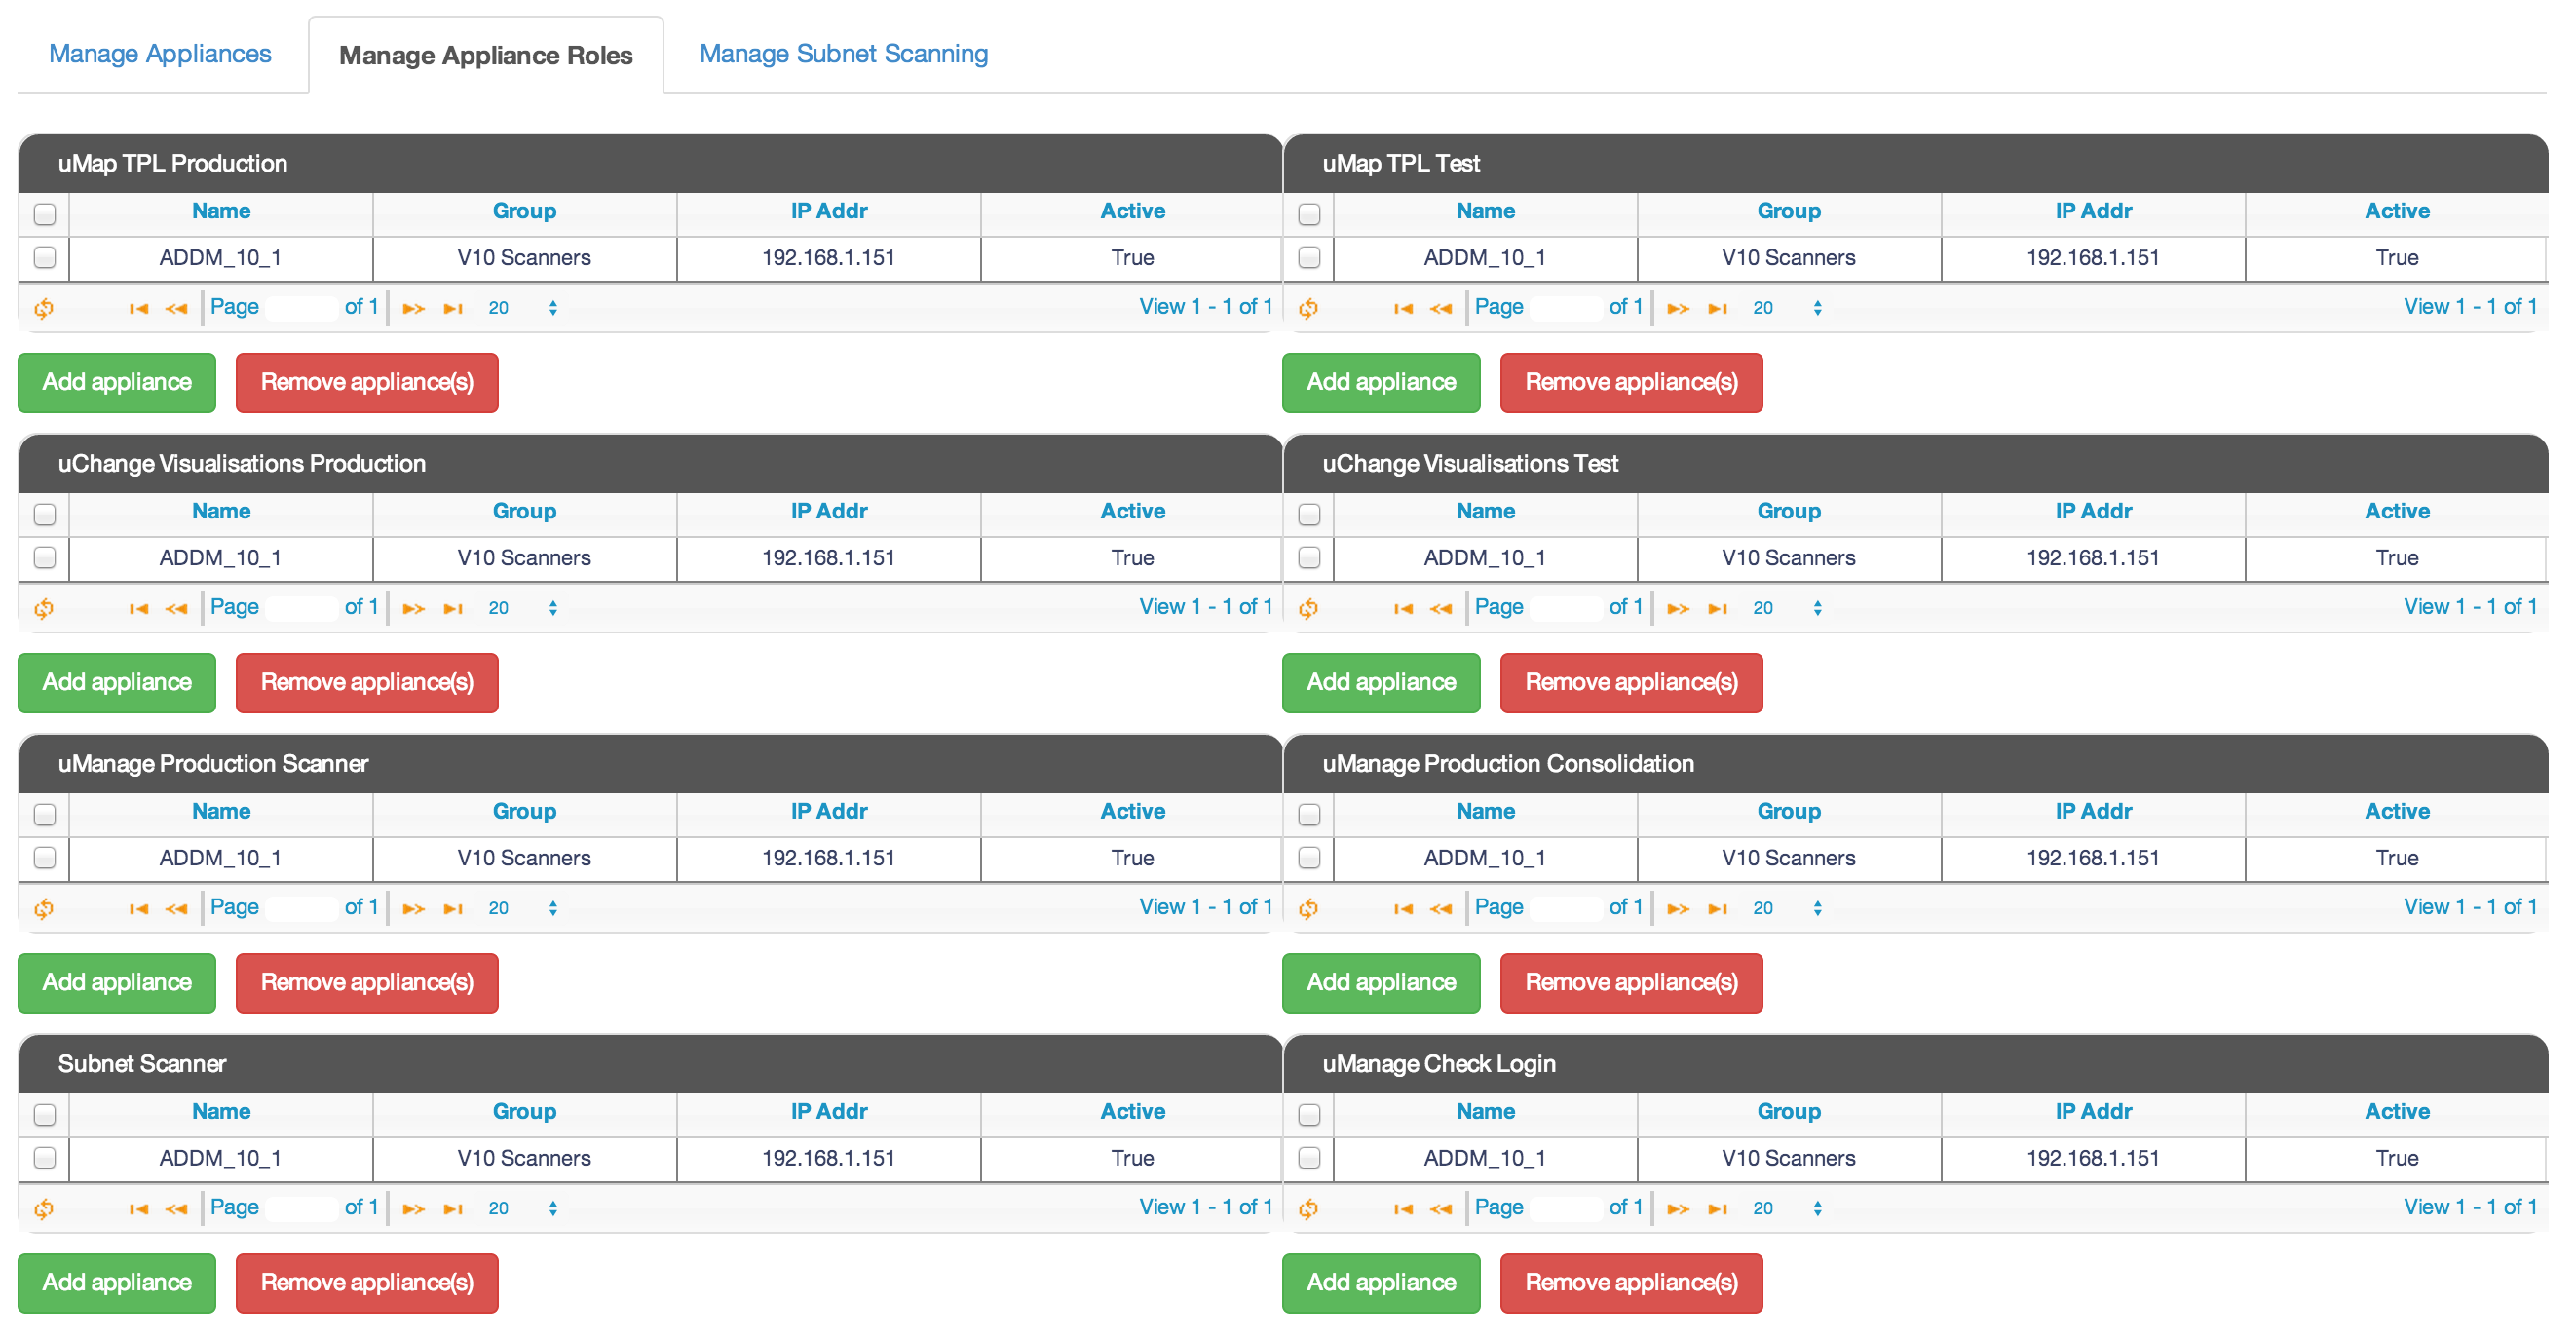 Manage Appliances Manage Appliance Roles Manage Subnet Scanning
uMap TPL Production
Name Group IP Addr Active
ADDM_10_1 V10 Scanners 192.168.1.151 True
Page of 1 20 View 1 - 1 of 1
Add appliance Remove appliance(s)
uMap TPL Test
Name Group IP Addr Active
ADDM_10_1 V10 Scanners 192.168.1.151 True
Page of 1 20 View 1 - 1 of 1
Add appliance Remove appliance(s)
uChange Visualisations Production
Name Group IP Addr Active
ADDM_10_1 V10 Scanners 192.168.1.151 True
Page of 1 20 View 1 - 1 of 1
Add appliance Remove appliance(s)
uChange Visualisations Test
Name Group IP Addr Active
ADDM_10_1 V10 Scanners 192.168.1.151 True
Page of 1 20 View 1 - 1 of 1
Add appliance Remove appliance(s)
uManage Production Scanner
Name Group IP Addr Active
ADDM_10_1 V10 Scanners 192.168.1.151 True
Page of 1 20 View 1 - 1 of 1
Add appliance Remove appliance(s)
uManage Production Consolidation
Name Group IP Addr Active
ADDM_10_1 V10 Scanners 192.168.1.151 True
Page of 1 20 View 1 - 1 of 1
Add appliance Remove appliance(s)
Subnet Scanner
Name Group IP Addr Active
ADDM_10_1 V10 Scanners 192.168.1.151 True
Page of 1 20 View 1 - 1 of 1
Add appliance Remove appliance(s)
uManage Check Login
Name Group IP Addr Active
ADDM_10_1 V10 Scanners 192.168.1.151 True
Page of 1 20 View 1 - 1 of 1
Add appliance Remove appliance(s)